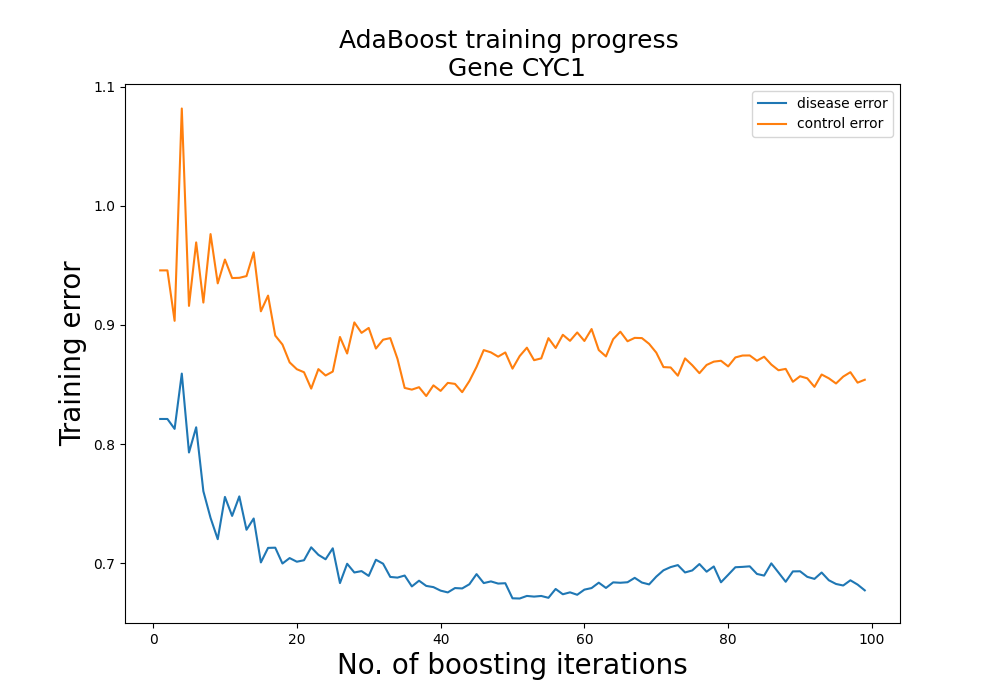 AdaBoost training progress
Gene CYC1
disease error
control error
Training error
1.1
1.0
0.9
0.8
0.7
0
20
40
60
80
100
No. of boosting iterations